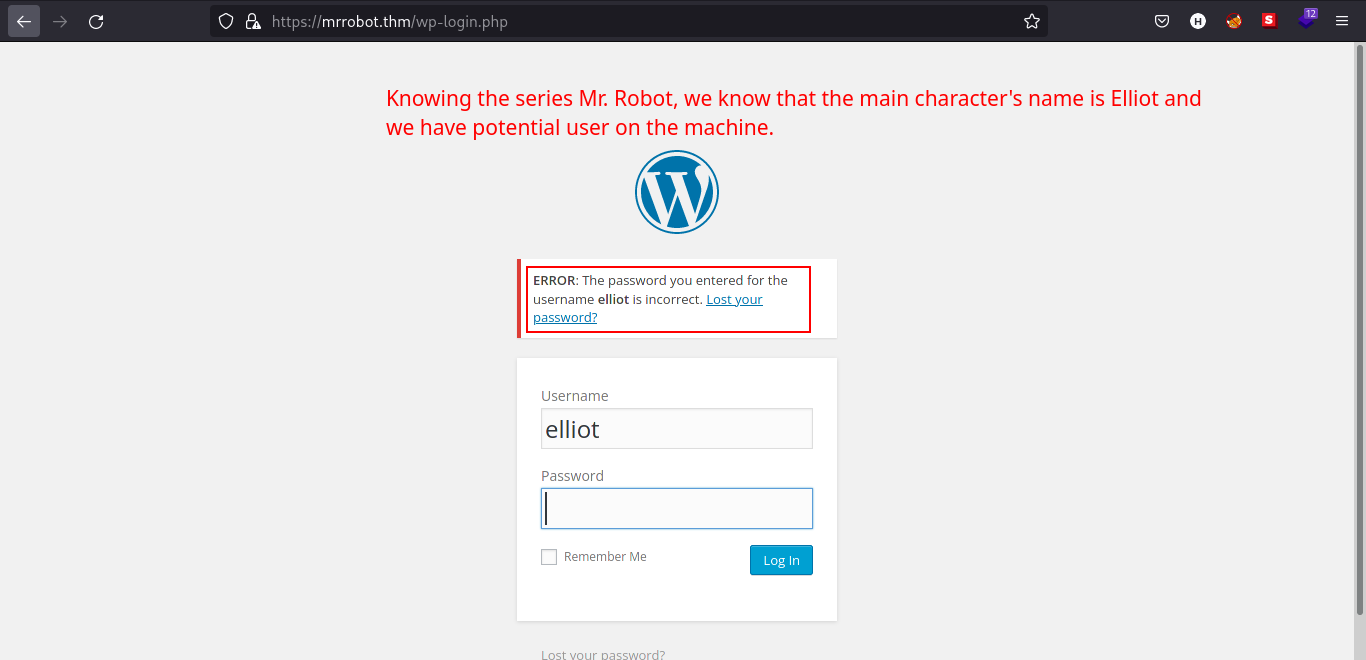 https://mrrobot.thm/wp-login.php
12
H
S
Knowing the series Mr. Robot, we know that the main character's name is Elliot and
we have potential user on the machine.
W
ERROR: The password you entered for the
username elliot is incorrect. Lost your
password?
Username
elliot
Password
Remember Me
Log In
Lost your password?